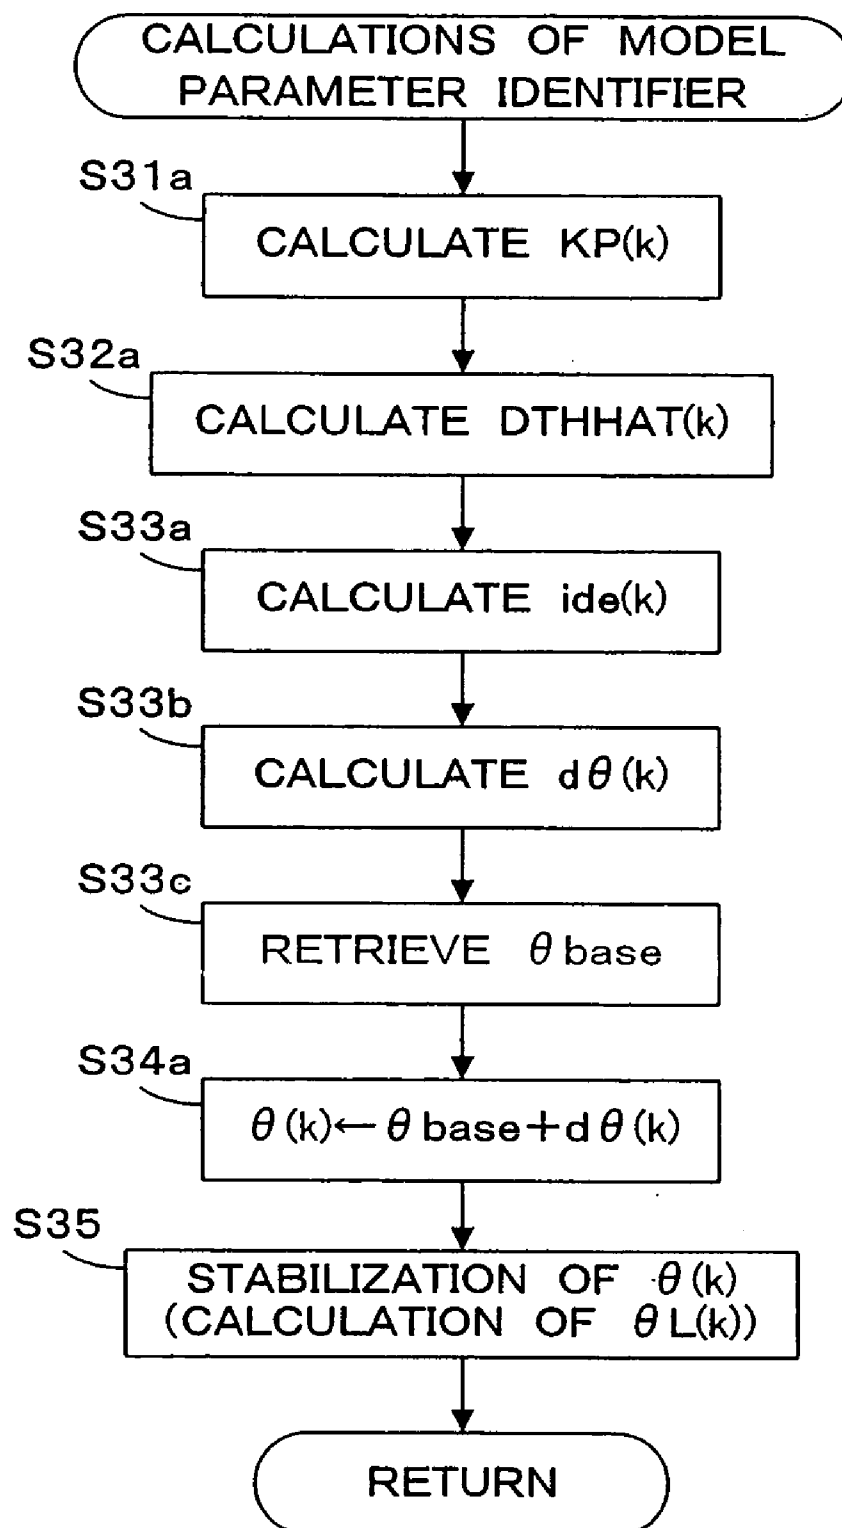 CALCULATIONS OF MODEL
PARAMETER IDENTIFIER
S31a
CALCULATE KP(k)
S32a
CALCULATE DTHHAT(k)
S33a
CALCULATE ide(k)
S33b
CALCULATE dθ(k)
S33c
RETRIEVE θbase
S34a
θ(k)←θbase+dθ(k)
S35
STABILIZATION OF θ(k)
(CALCULATION OF θL(k))
RETURN